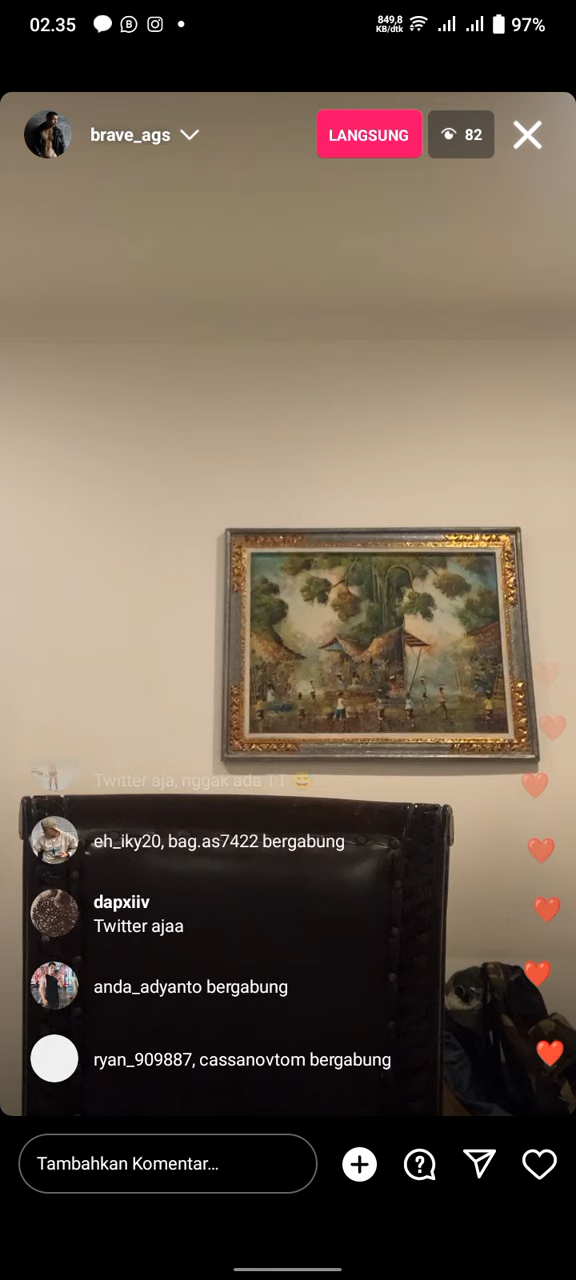 02.35
849,8
KB/dtk
97%
brave_ags
LANGSUNG
82
Twitter aja, nggak ada TT 😅
eh_iky20, bag.as7422 bergabung
dapxiiv
Twitter ajaa
anda_adyanto bergabung
ryan_909887, cassanovtom bergabung
Tambahkan Komentar...